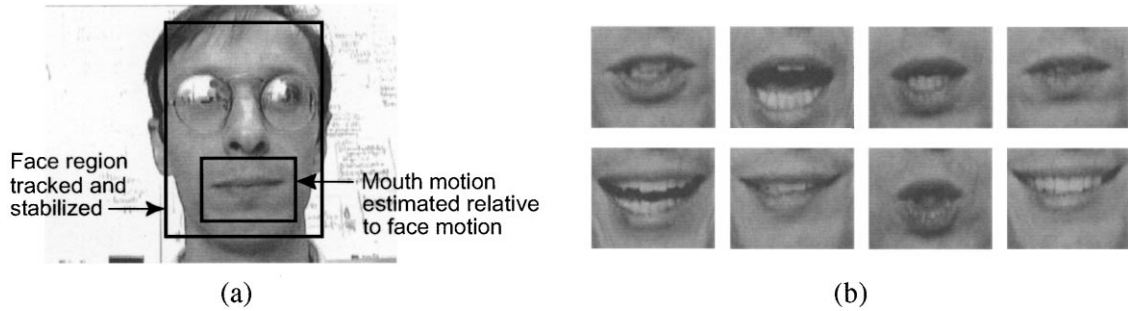 Face region
tracked and
stabilized
Mouth motion
estimated relative
to face motion
(a)
(b)